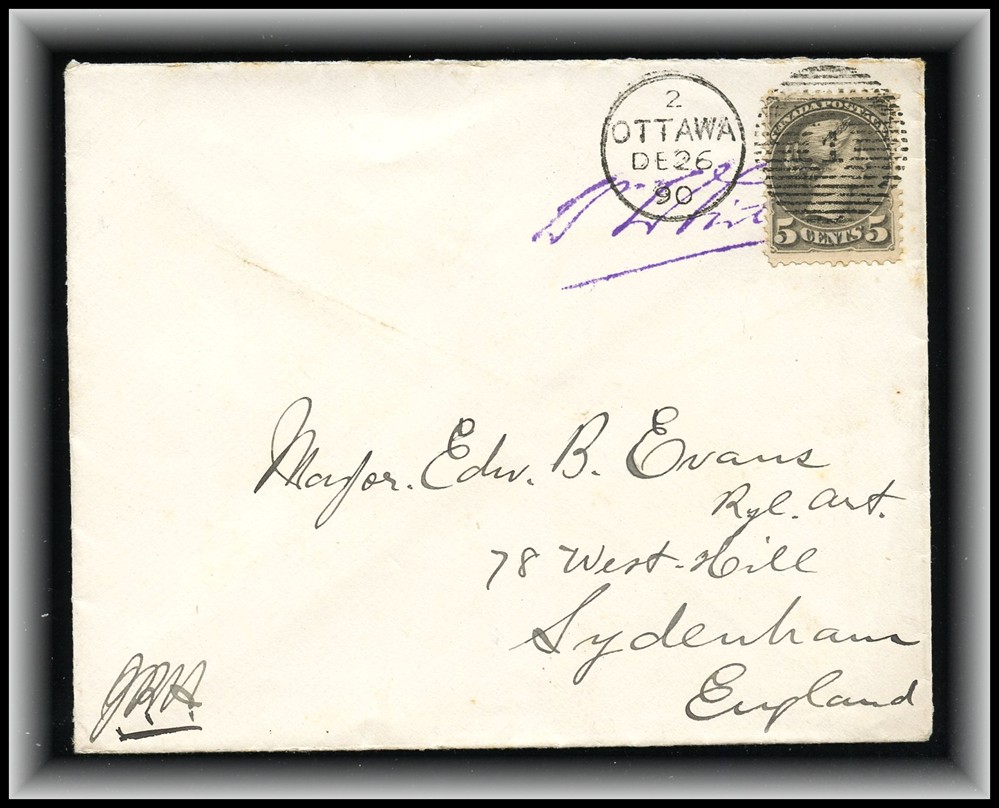 2
OTTAWA
DE 26
90
CANADA POSTAGE
1
5 CENTS 5
Major. Edw. B. Evans
Ryl. Art.
78 West-Hill
Sydenham
England